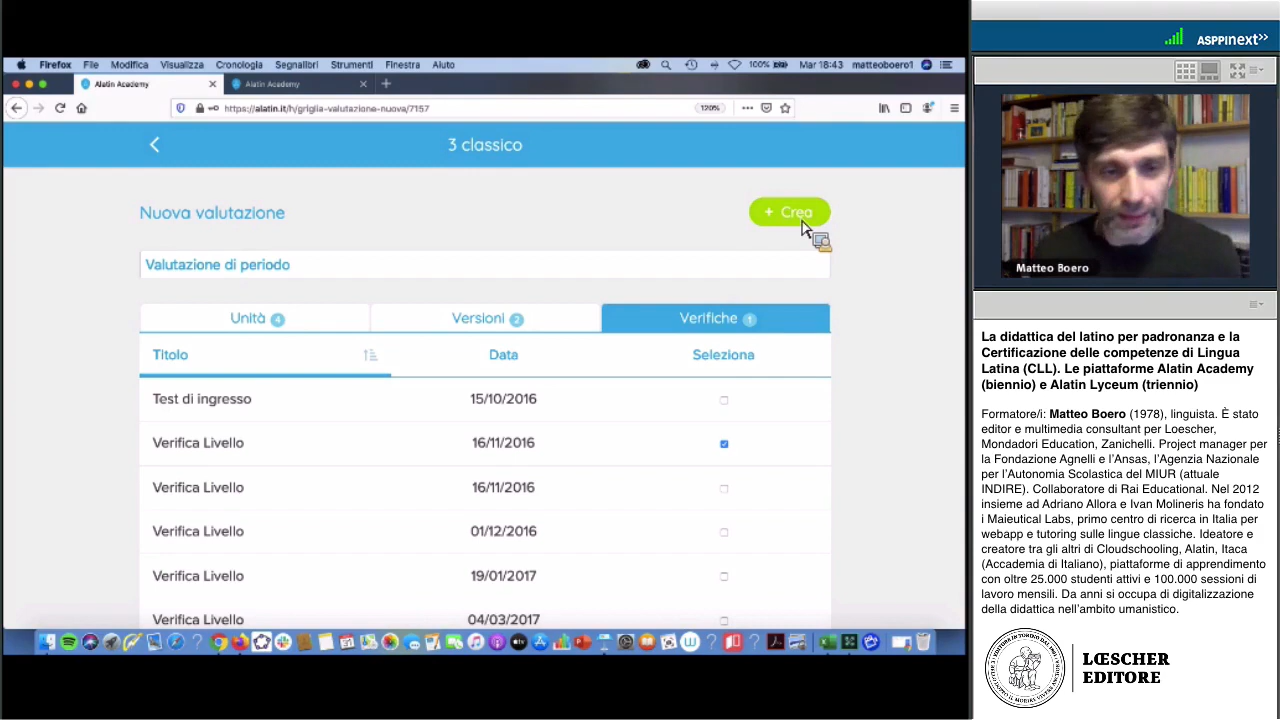 Firefox File Modifica Visualizza Cronologia Segnalibri Strumenti Finestra Aiuto 100% Mar 18:43 matteoboero1
Alatin Academy Alatin Academy
https://alatin.it/h/griglia-valutazione-nuova/7157 120%
3 classico
Nuova valutazione
+ Crea
Valutazione di periodo
Unità 4 Versioni 2 Verifiche 1
Titolo Data Seleziona
Test di ingresso 15/10/2016
Verifica Livello 16/11/2016
Verifica Livello 16/11/2016
Verifica Livello 01/12/2016
Verifica Livello 19/01/2017
Verifica Livello 04/03/2017
ASPPInext>>
Matteo Boero
La didattica del latino per padronanza e la
Certificazione delle competenze di Lingua
Latina (CLL). Le piattaforme Alatin Academy
(biennio) e Alatin Lyceum (triennio)
Formatore/i: Matteo Boero (1978), linguista. È stato
editor e multimedia consultant per Loescher,
Mondadori Education, Zanichelli. Project manager per
la Fondazione Agnelli e l'Ansas, l'Agenzia Nazionale
per l'Autonomia Scolastica del MIUR (attuale
INDIRE). Collaboratore di Rai Educational. Nel 2012
insieme ad Adriano Allora e Ivan Molineris ha fondato
i Maieutical Labs, primo centro di ricerca in Italia per
webapp e tutoring sulle lingue classiche. Ideatore e
creatore tra gli altri di Cloudschooling, Alatin, Itaca
(Accademia di Italiano), piattaforme di apprendimento
con oltre 25.000 studenti attivi e 100.000 sessioni di
lavoro mensili. Da anni si occupa di digitalizzazione
della didattica nell'ambito umanistico.
LŒSCHER
EDITORE